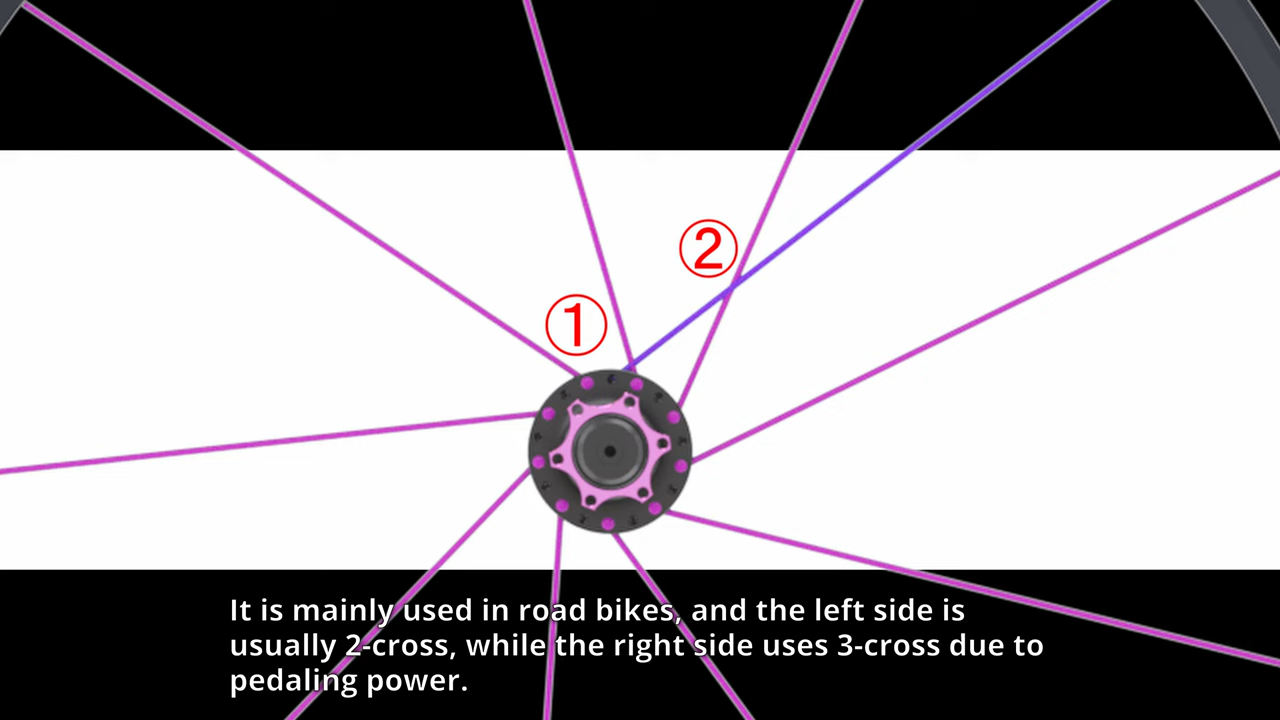 ②
①
It is mainly used in road bikes, and the left side is
usually 2-cross, while the right side uses 3-cross due to
pedaling power.